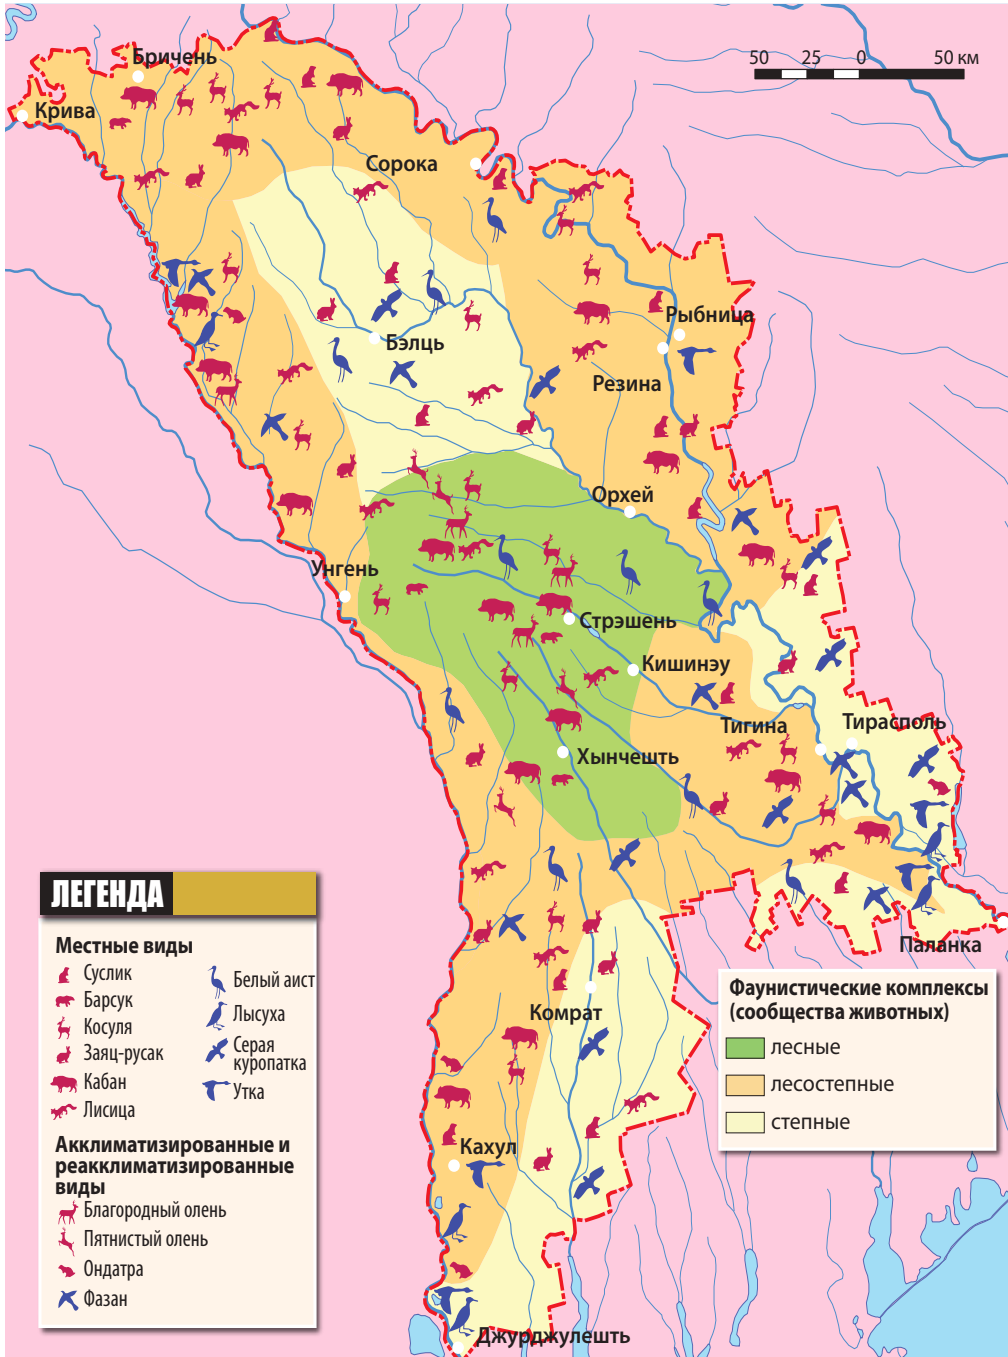 Бричень
50 25 0 50 км
Крива
Сорока
Рыбница
Бэлць
Резина
Орхей
Унгень
Стрэшень
Кишинэу
Тигина
Тирасполь
Хынчешть
Паланка
Комрат
Кахул
Джурджулешть
ЛЕГЕНДА
Местные виды
Суслик
Барсук
Косуля
Заяц-русак
Кабан
Лисица
Белый аист
Лысуха
Серая
куропатка
Утка
Акклиматизированные и
реакклиматизированные
виды
Благородный олень
Пятнистый олень
Ондатра
Фазан
Фаунистические комплексы
(сообщества животных)
лесные
лесостепные
степные